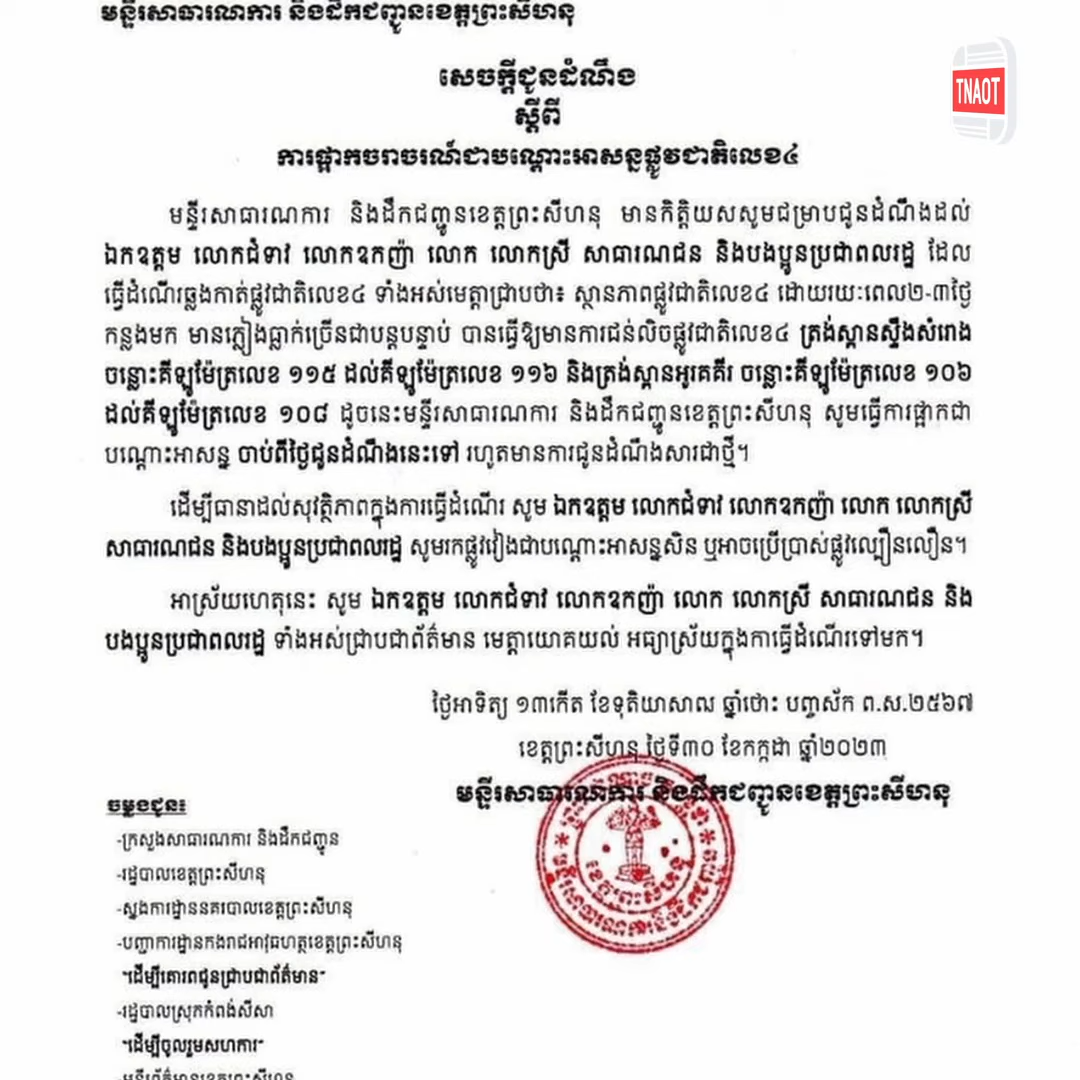 មន្ទីរសាធារណការ និងដឹកជញ្ជូនខេត្តព្រះសីហនុ
TNAOT
សេចក្តីជូនដំណឹង
ស្តីពី
ការផ្អាកចរាចរណ៍ជាបណ្តោះអាសន្នផ្លូវជាតិលេខ៤
មន្ទីរសាធារណការ និងដឹកជញ្ជូនខេត្តព្រះសីហនុ មានកិត្តិយសសូមជម្រាបជូនដំណឹងដល់
ឯកឧត្តម លោកជំទាវ លោកឧកញ៉ា លោក លោកស្រី សាធារណជន និងបងប្អូនប្រជាពលរដ្ឋ ដែល
ធ្វើដំណើរឆ្លងកាត់ផ្លូវជាតិលេខ៤ ទាំងអស់មេត្តាជ្រាបថា៖ ស្ថានភាពផ្លូវជាតិលេខ៤ ដោយរយៈពេល២-៣ថ្ងៃ
កន្លងមក មានភ្លៀងធ្លាក់ច្រើនជាបន្តបន្ទាប់ បានធ្វើឱ្យមានការជន់លិចផ្លូវជាតិលេខ៤ ត្រង់ស្ពានស្ទឹងសំរោង
ចន្លោះគីឡូម៉ែត្រលេខ ១១៥ ដល់គីឡូម៉ែត្រលេខ ១១៦ និងត្រង់ស្ពានអូរគគីរ ចន្លោះគីឡូម៉ែត្រលេខ ១០៦
ដល់គីឡូម៉ែត្រលេខ ១០៨ ដូចនេះមន្ទីរសាធារណការ និងដឹកជញ្ជូនខេត្តព្រះសីហនុ សូមធ្វើការផ្អាកជា
បណ្តោះអាសន្ន ចាប់ពីថ្ងៃជូនដំណឹងនេះទៅ រហូតមានការជូនដំណឹងសារជាថ្មី។
ដើម្បីធានាដល់សុវត្ថិភាពក្នុងការធ្វើដំណើរ សូម ឯកឧត្តម លោកជំទាវ លោកឧកញ៉ា លោក លោកស្រី
សាធារណជន និងបងប្អូនប្រជាពលរដ្ឋ សូមរកផ្លូវវៀងជាបណ្តោះអាសន្នសិន ឬអាចប្រើប្រាស់ផ្លូវល្បឿនលឿន។
អាស្រ័យហេតុនេះ សូម ឯកឧត្តម លោកជំទាវ លោកឧកញ៉ា លោក លោកស្រី សាធារណជន និង
បងប្អូនប្រជាពលរដ្ឋ ទាំងអស់ជ្រាបជាព័ត៌មាន មេត្តាយោគយល់ អធ្យាស្រ័យក្នុងកាធ្វើដំណើរទៅមក។
ថ្ងៃអាទិត្យ ១៣កើត ខែទុតិយាសាឍ ឆ្នាំថោះ បញ្ចស័ក ព.ស.២៥៦៧
ខេត្តព្រះសីហនុ ថ្ងៃទី៣០ ខែកក្កដា ឆ្នាំ២០២៣
មន្ទីរសាធារណការ និងដឹកជញ្ជូនខេត្តព្រះសីហនុ
ខេត្តព្រះសីហនុ
ចម្លងជូន៖
-ក្រសួងសាធារណការ និងដឹកជញ្ជូន
-រដ្ឋបាលខេត្តព្រះសីហនុ
-ស្នងការដ្ឋាននគរបាលខេត្តព្រះសីហនុ
-បញ្ជាការដ្ឋានកងរាជអាវុធហត្ថខេត្តព្រះសីហនុ
"ដើម្បីគោរពជូនជ្រាបជាព័ត៌មាន"
-រដ្ឋបាលស្រុកកំពង់សីលា
"ដើម្បីចូលរួមសហការ"